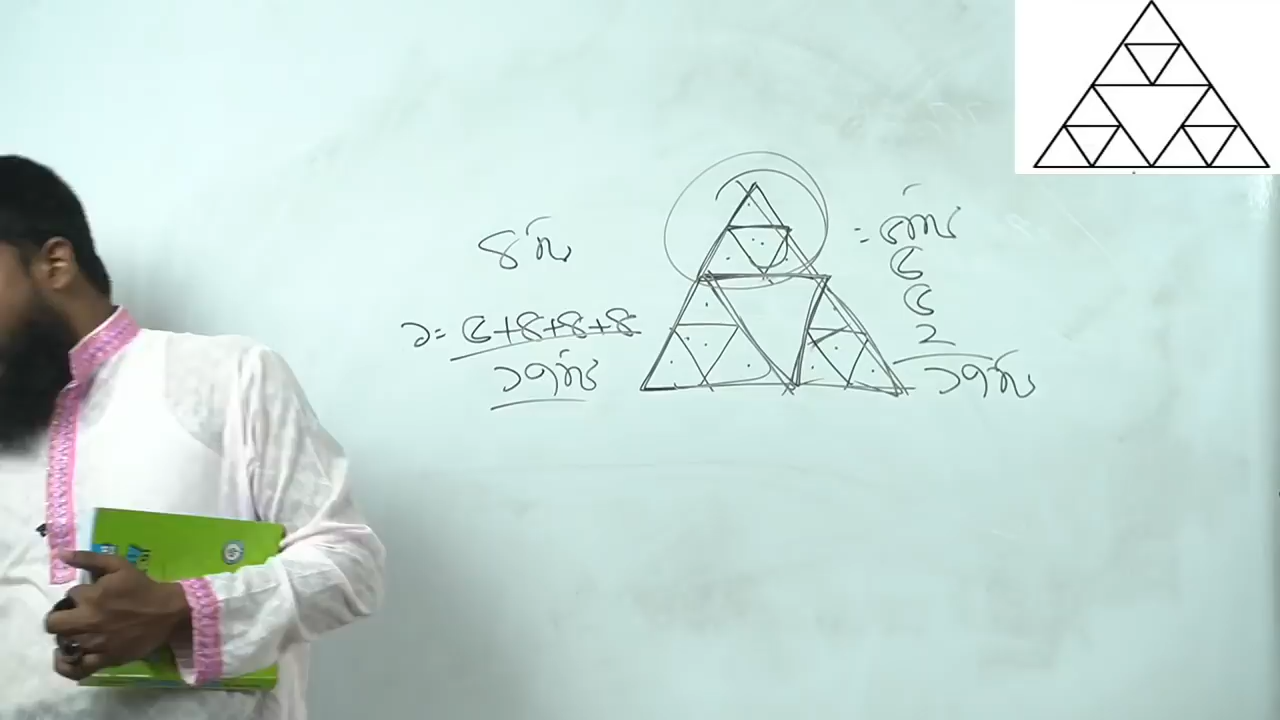 ৪টি
১= ৫+৪+৪+৪
১৭টি
= ৫টি
৫
৫
২
১৭টি